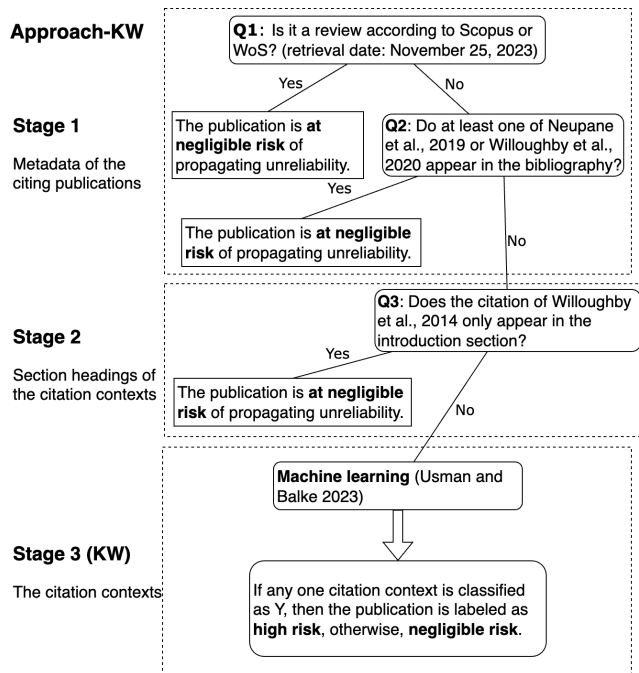 Approach-KW
Q1: Is it a review according to Scopus or
WoS? (retrieval date: November 25, 2023)
Yes
No
Stage 1
Metadata of the
citing publications
The publication is at
negligible risk of
propagating unreliability.
Q2: Do at least one of Neupane
et al., 2019 or Willoughby et al.,
2020 appear in the bibliography?
Yes
No
The publication is at negligible
risk of propagating unreliability.
Stage 2
Section headings of
the citation contexts
Q3: Does the citation of Willoughby
et al., 2014 only appear in the
introduction section?
Yes
No
The publication is at negligible
risk of propagating unreliability.
Stage 3 (KW)
The citation contexts
Machine learning (Usman and
Balke 2023)
If any one citation context is classified
as Y, then the publication is labeled as
high risk, otherwise, negligible risk.